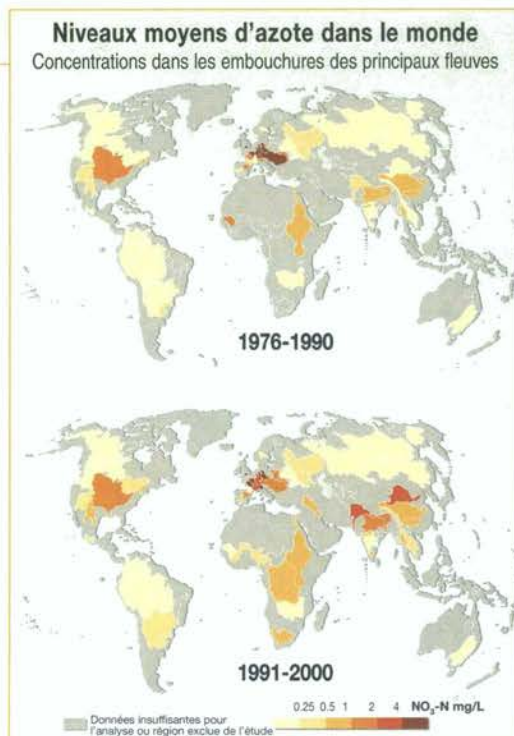 Niveaux moyens d'azote dans le monde
Concentrations dans les embouchures des principaux fleuves
1976-1990
1991-2000
0.25 0.5 1 2 4 NO3-N mg/L
Données insuffisantes pour
l'analyse ou région exclue de l'étude